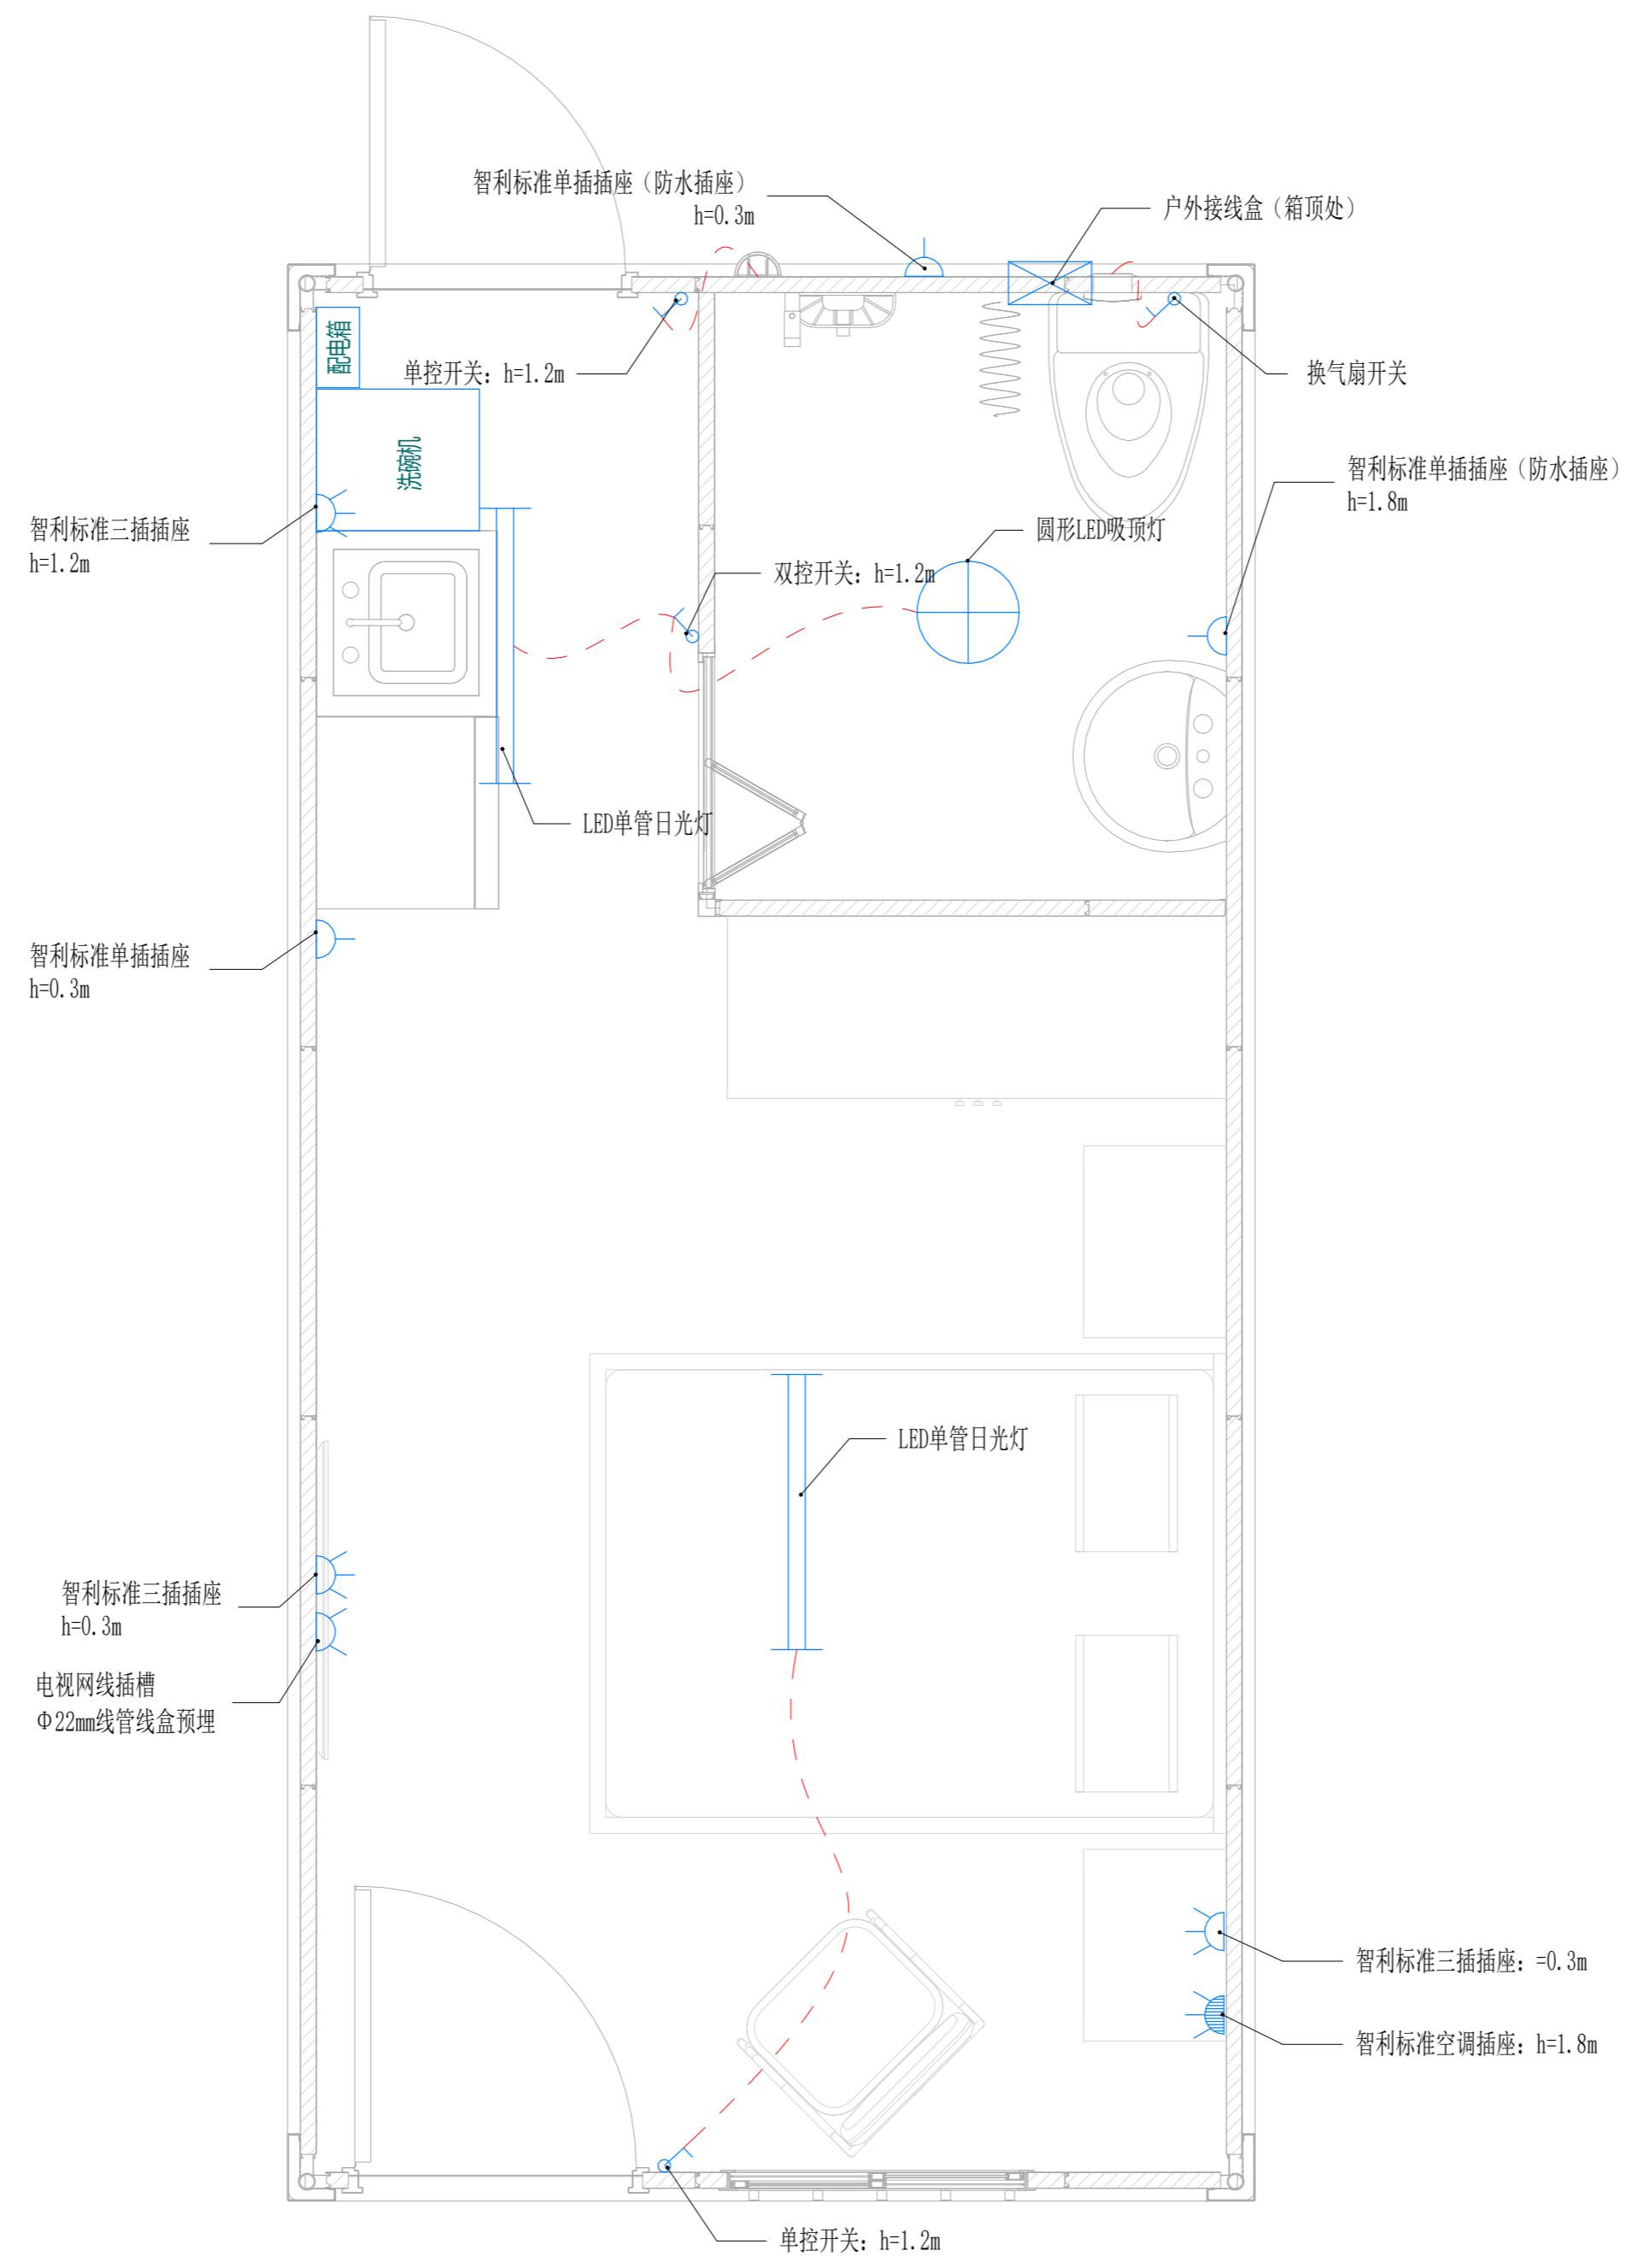 智利标准单插插座（防水插座）
h=0.3m
户外接线盒（箱顶处）
配电箱
单控开关：h=1.2m
换气扇开关
洗碗机
智利标准单插插座（防水插座）
h=1.8m
智利标准三插插座
h=1.2m
圆形LED吸顶灯
双控开关：h=1.2m
LED单管日光灯
智利标准单插插座
h=0.3m
LED单管日光灯
智利标准三插插座
h=0.3m
电视网线插槽
Φ22mm线管线盒预埋
智利标准三插插座：=0.3m
智利标准空调插座：h=1.8m
单控开关：h=1.2m